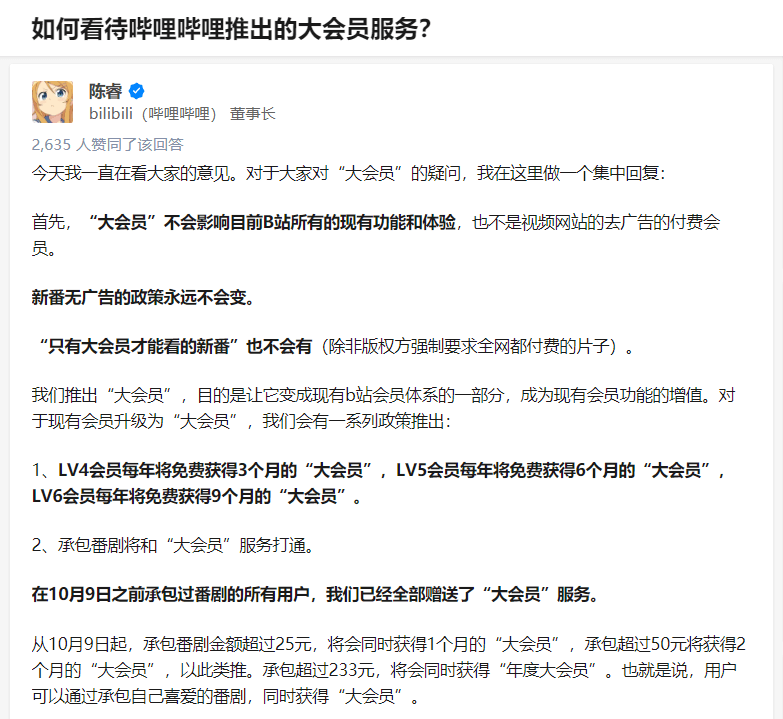 如何看待哔哩哔哩推出的大会员服务？
陈睿
bilibili（哔哩哔哩） 董事长
2,635 人赞同了该回答
今天我一直在看大家的意见。对于大家对“大会员”的疑问，我在这里做一个集中回复：
首先，“大会员”不会影响目前B站所有的现有功能和体验，也不是视频网站的去广告的付费会
员。
新番无广告的政策永远不会变。
“只有大会员才能看的新番”也不会有（除非版权方强制要求全网都付费的片子）。
我们推出“大会员”，目的是让它变成现有b站会员体系的一部分，成为现有会员功能的增值。对
于现有会员升级为“大会员”，我们会有一系列政策推出：
1、LV4会员每年将免费获得3个月的“大会员”，LV5会员每年将免费获得6个月的“大会员”，
LV6会员每年将免费获得9个月的“大会员”。
2、承包番剧将和“大会员”服务打通。
在10月9日之前承包过番剧的所有用户，我们已经全部赠送了“大会员”服务。
从10月9日起，承包番剧金额超过25元，将会同时获得1个月的“大会员”，承包超过50元将获得2
个月的“大会员”，以此类推。承包超过233元，将会同时获得“年度大会员”。也就是说，用户
可以通过承包自己喜爱的番剧，同时获得“大会员”。